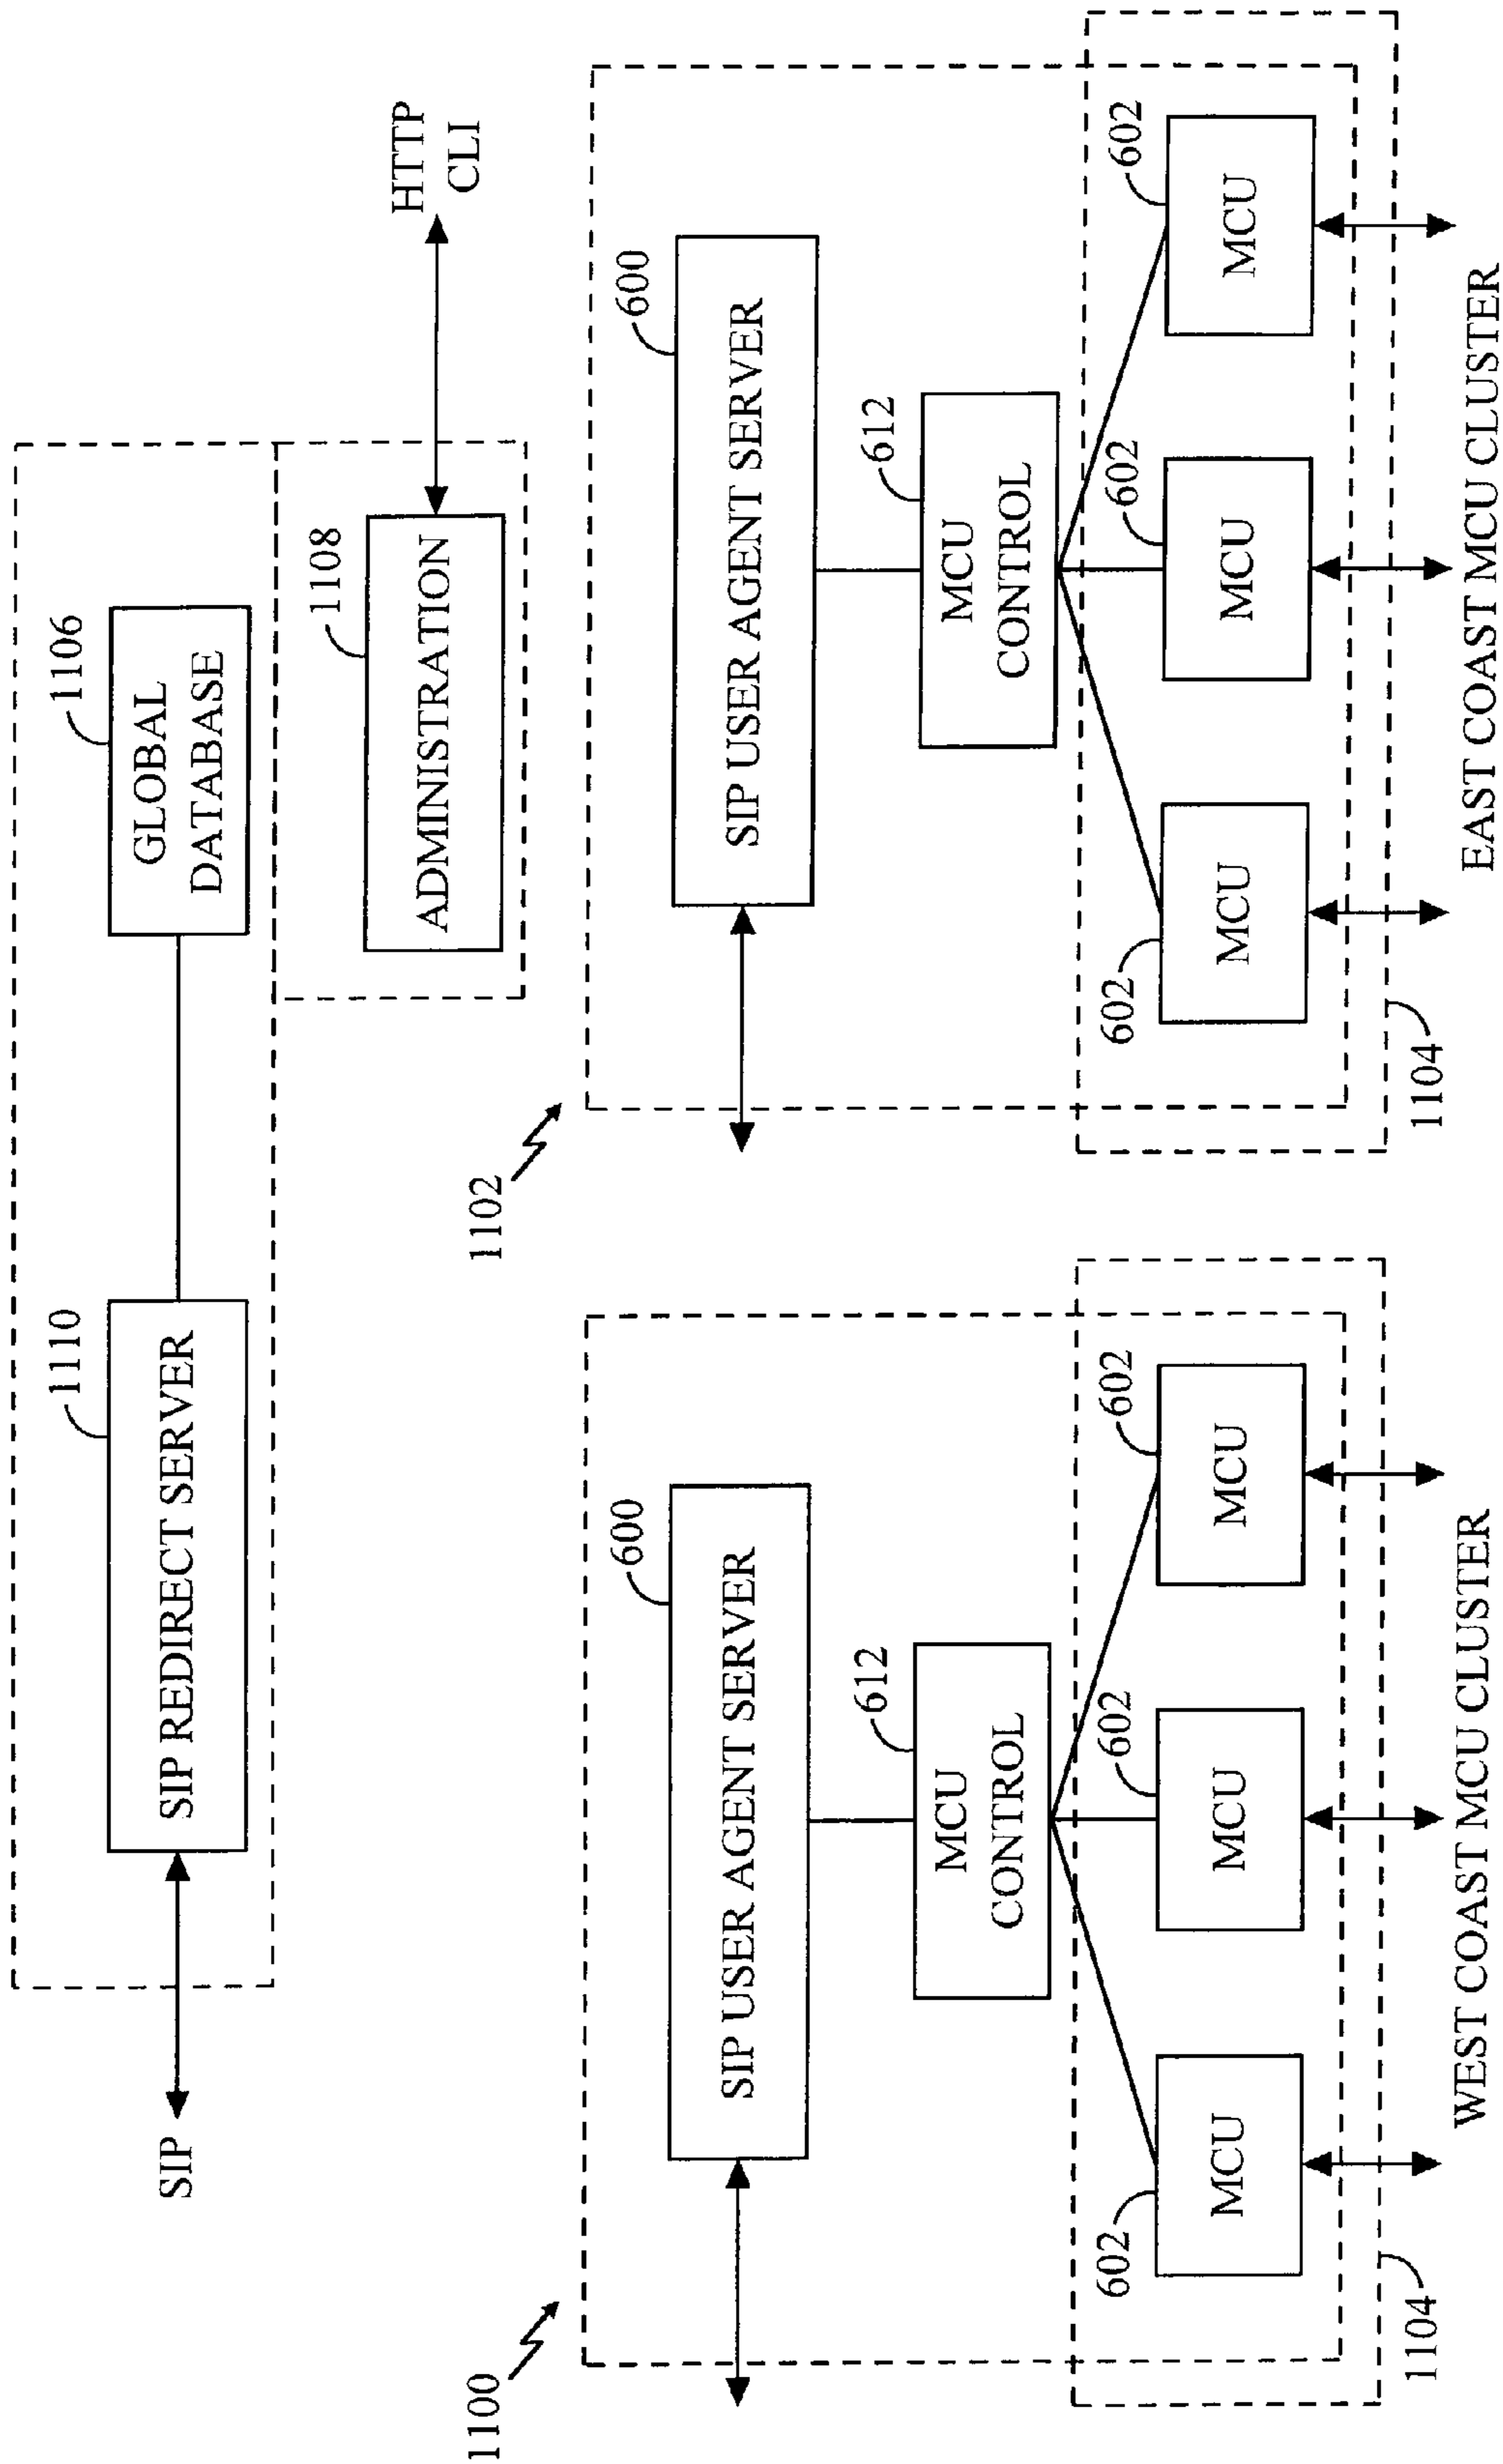 1110
1106
SIP
SIP REDIRECT SERVER
GLOBAL
DATABASE
1108
ADMINISTRATION
HTTP
CLI
1100
600
SIP USER AGENT SERVER
612
MCU
CONTROL
602
602
602
MCU
MCU
MCU
1104
WEST COAST MCU CLUSTER
1102
600
SIP USER AGENT SERVER
612
MCU
CONTROL
602
602
602
MCU
MCU
MCU
1104
EAST COAST MCU CLUSTER